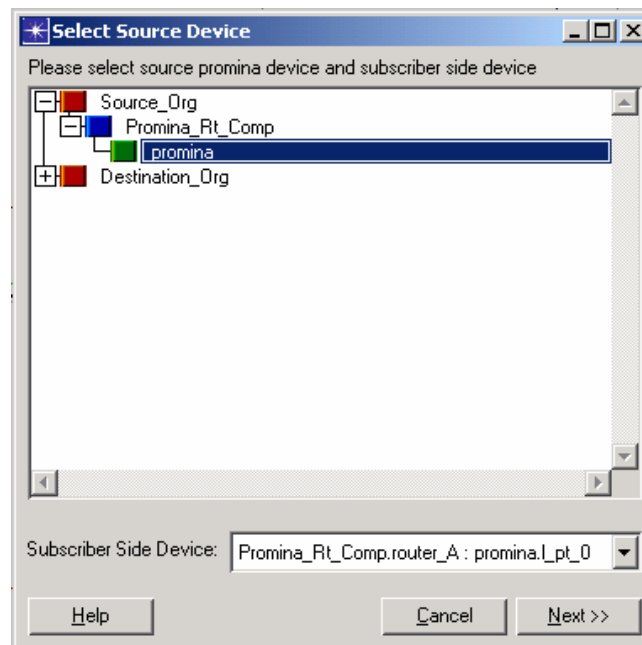 Select Source Device
Please select source promina device and subscriber side device
Source_Org
Promina_Rt_Comp
promina
Destination_Org
Subscriber Side Device: Promina_Rt_Comp.router_A : promina.l_pt_0
Help Cancel Next >>